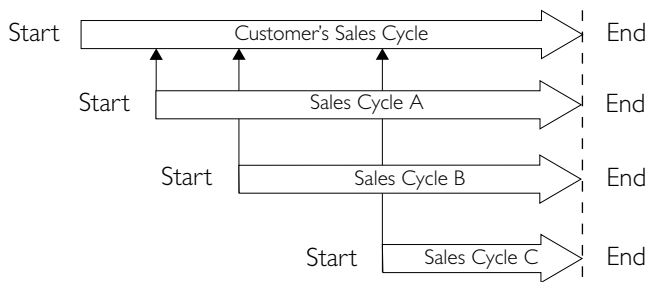 Start Customer's Sales Cycle End
Start Sales Cycle A End
Start Sales Cycle B End
Start Sales Cycle C End